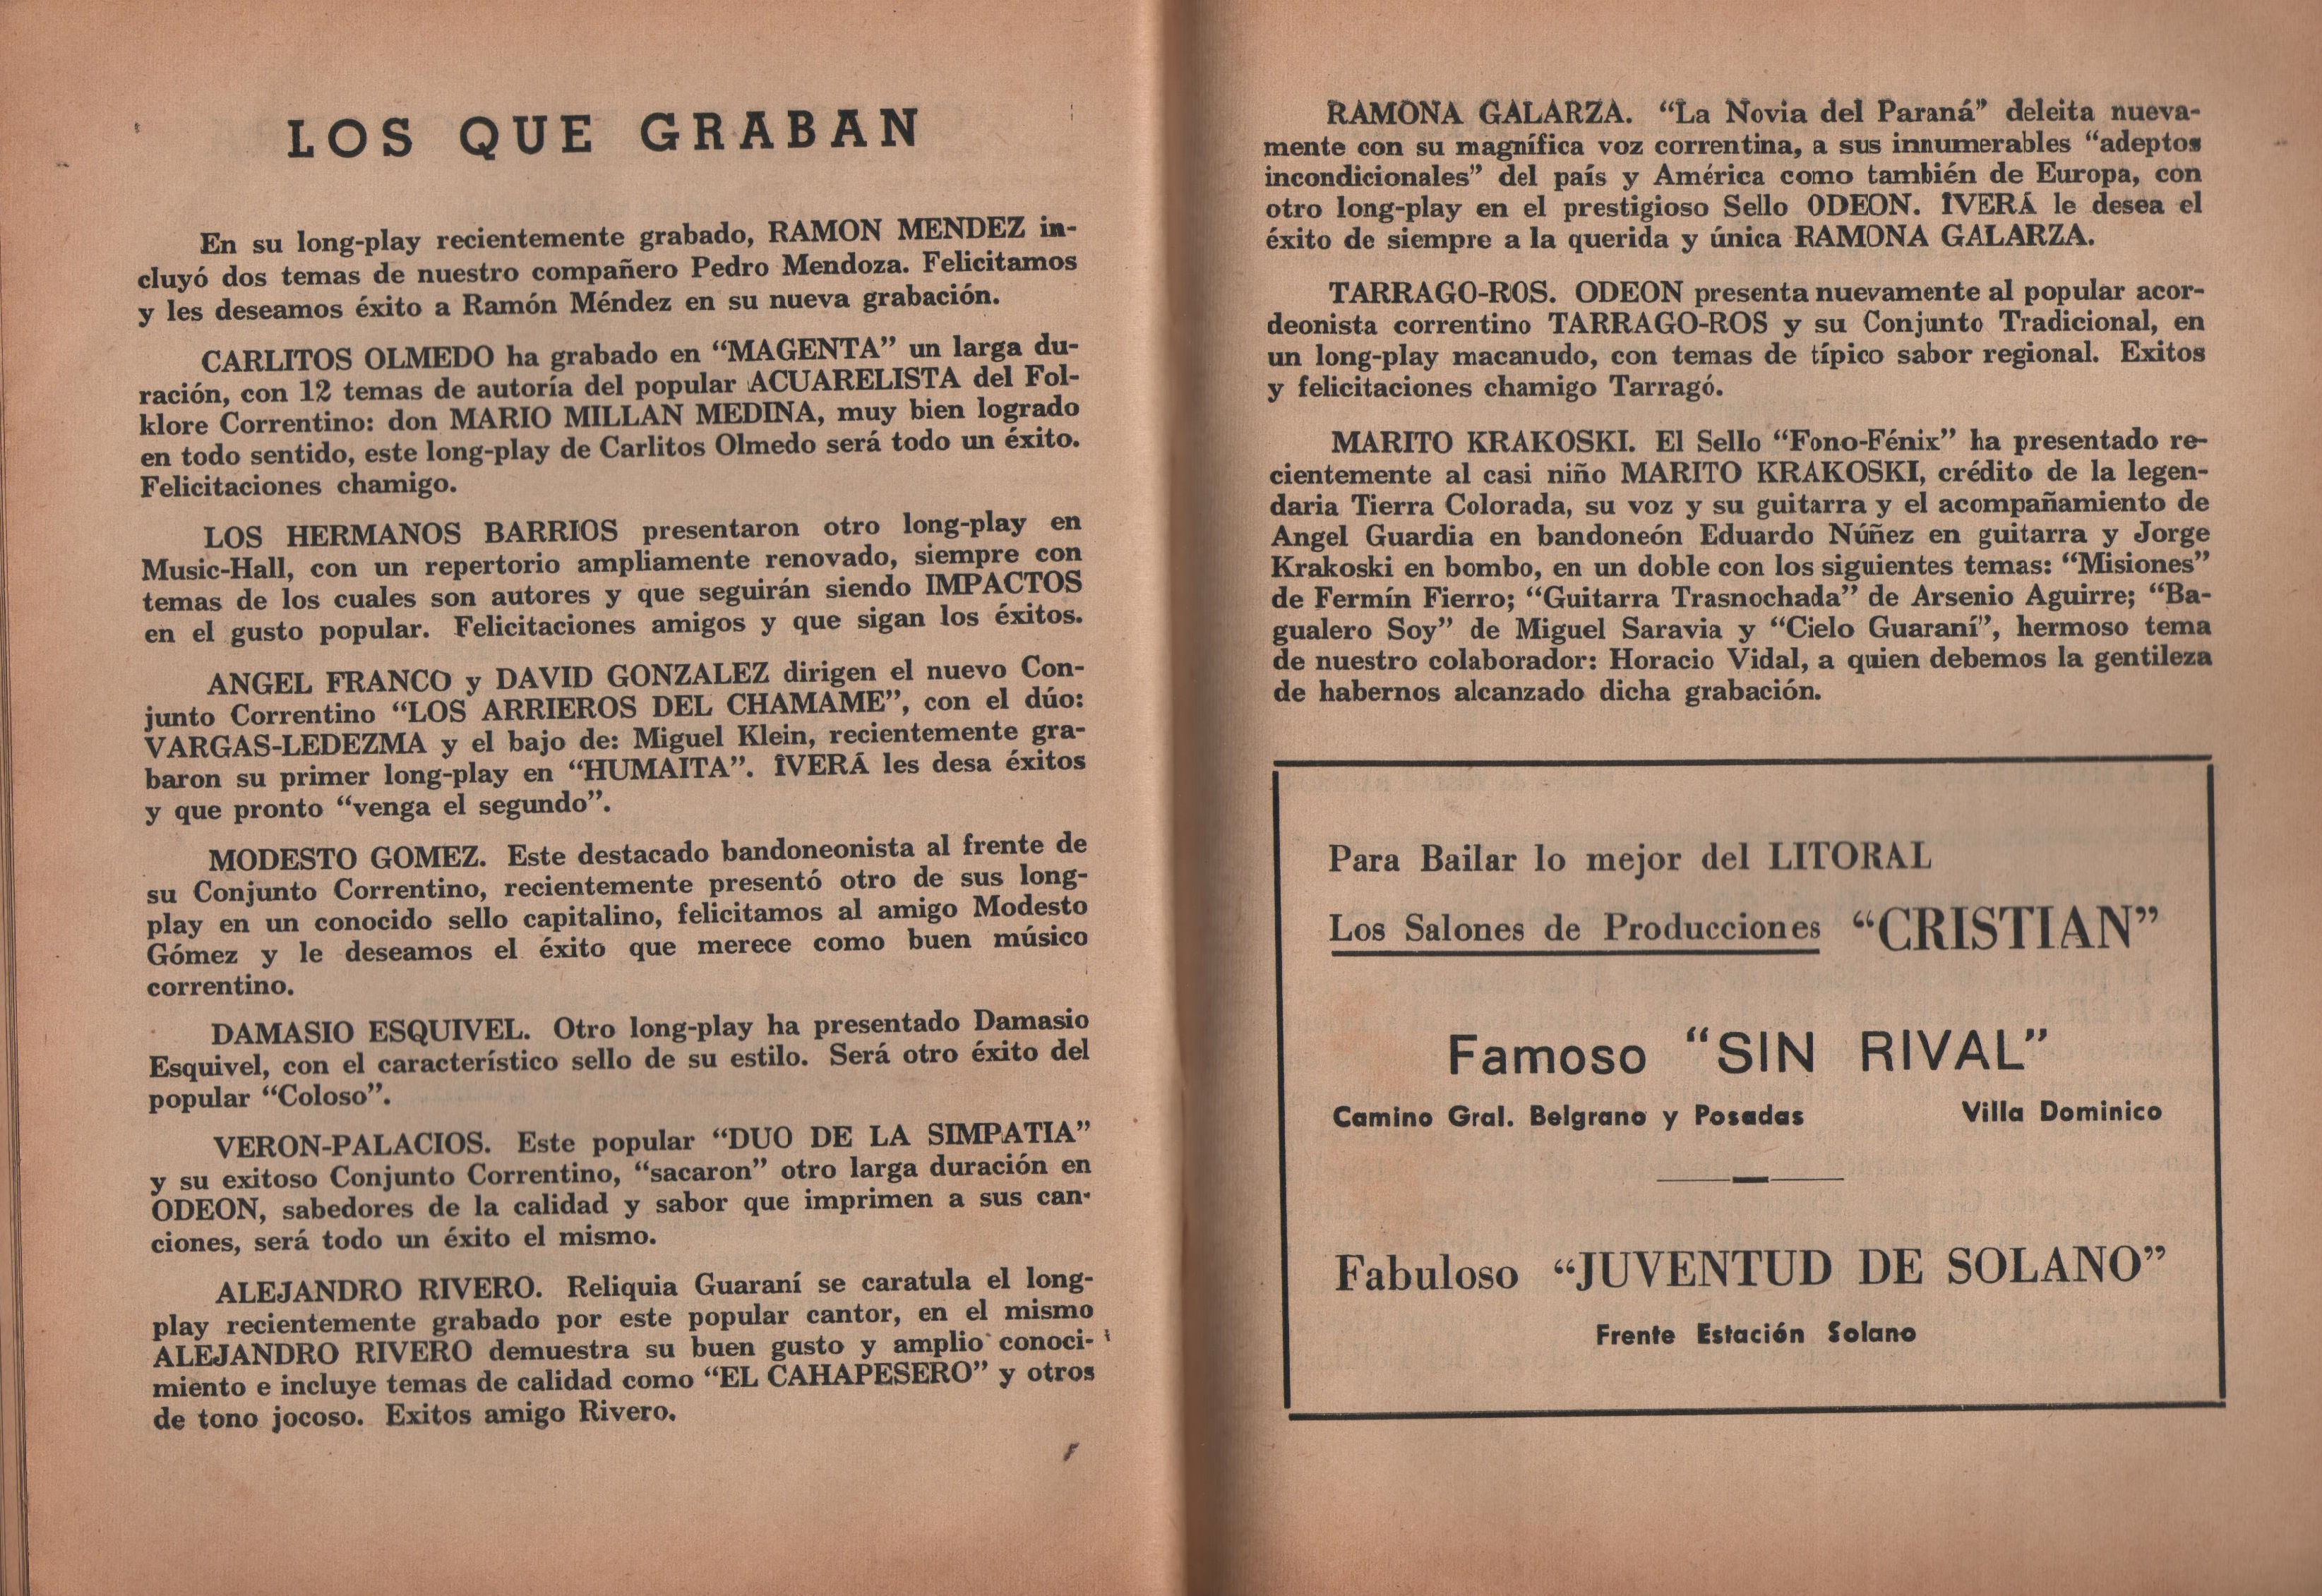 LOS QUE GRABAN
En su long-play recientemente grabado, RAMON MENDEZ in-
cluyó dos temas de nuestro compañero Pedro Mendoza. Felicitamos
y les deseamos éxito a Ramón Méndez en su nueva grabación.
CARLITOS OLMEDO ha grabado en “MAGENTA” un larga du-
ración, con 12 temas de autoría del popular ACUARELISTA del Fol-
klore Correntino: don MARIO MILLAN MEDINA, muy bien logrado
en todo sentido, este long-play de Carlitos Olmedo será todo un éxito.
Felicitaciones chamigo.
LOS HERMANOS BARRIOS presentaron otro long-play en
Music-Hall, con un repertorio ampliamente renovado, siempre con
temas de los cuales son autores y que seguirán siendo IMPACTOS
en el gusto popular. Felicitaciones amigos y que sigan los éxitos.
ANGEL FRANCO y DAVID GONZALEZ dirigen el nuevo Con-
junto Correntino “LOS ARRIEROS DEL CHAMAME”, con el dúo:
VARGAS-LEDEZMA y el bajo de: Miguel Klein, recientemente gra-
baron su primer long-play en “HUMAITA”. ÎVERÁ les desa éxitos
y que pronto “venga el segundo”.
MODESTO GOMEZ. Este destacado bandoneonista al frente de
su Conjunto Correntino, recientemente presentó otro de sus long-
play en un conocido sello capitalino, felicitamos al amigo Modesto
Gómez y le deseamos el éxito que merece como buen músico
correntino.
DAMASIO ESQUIVEL. Otro long-play ha presentado Damasio
Esquivel, con el característico sello de su estilo. Será otro éxito del
popular “Coloso”.
VERON-PALACIOS. Este popular “DUO DE LA SIMPATIA”
y su exitoso Conjunto Correntino, “sacaron” otro larga duración en
ODEON, sabedores de la calidad y sabor que imprimen a sus can-
ciones, será todo un éxito el mismo.
ALEJANDRO RIVERO. Reliquia Guaraní se caratula el long-
play recientemente grabado por este popular cantor, en el mismo
ALEJANDRO RIVERO demuestra su buen gusto y amplio conoci-
miento e incluye temas de calidad como “EL CAHAPESERO” y otros
de tono jocoso. Exitos amigo Rivero.
RAMONA GALARZA. “La Novia del Paraná” deleita nueva-
mente con su magnífica voz correntina, a sus innumerables “adeptos
incondicionales” del país y América como también de Europa, con
otro long-play en el prestigioso Sello ODEON. ÎVERÁ le desea el
éxito de siempre a la querida y única RAMONA GALARZA.
TARRAGO-ROS. ODEON presenta nuevamente al popular acor-
deonista correntino TARRAGO-ROS y su Conjunto Tradicional, en
un long-play macanudo, con temas de típico sabor regional. Exitos
y felicitaciones chamigo Tarragó.
MARITO KRAKOSKI. El Sello “Fono-Fénix” ha presentado re-
cientemente al casi niño MARITO KRAKOSKI, crédito de la legen-
daria Tierra Colorada, su voz y su guitarra y el acompañamiento de
Angel Guardia en bandoneón Eduardo Núñez en guitarra y Jorge
Krakoski en bombo, en un doble con los siguientes temas: “Misiones”
de Fermín Fierro; “Guitarra Trasnochada” de Arsenio Aguirre; “Ba-
gualero Soy” de Miguel Saravia y “Cielo Guaraní”, hermoso tema
de nuestro colaborador: Horacio Vidal, a quien debemos la gentileza
de habernos alcanzado dicha grabación.
Para Bailar lo mejor del LITORAL
Los Salones de Producciones “CRISTIAN”
Famoso “SIN RIVAL”
Camino Gral. Belgrano y Posadas Villa Dominico
Fabuloso “JUVENTUD DE SOLANO”
Frente Estación Solano